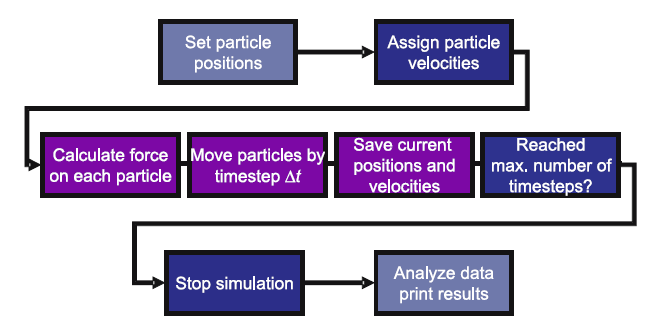 Set particle
positions
Assign particle
velocities
Calculate force
on each particle
Move particles by
timestep Δt
Save current
positions and
velocities
Reached
max. number of
timesteps?
Stop simulation
Analyze data
print results